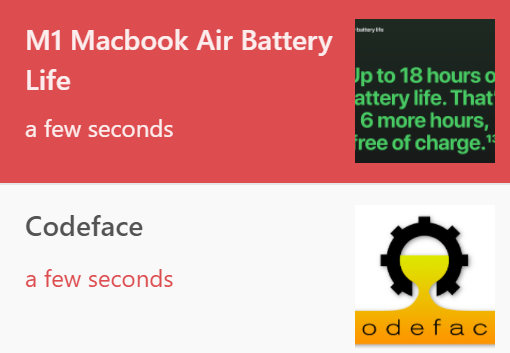 M1 Macbook Air Battery
Life
a few seconds
battery life
Up to 18 hours o
attery life. That'
6 more hours,
free of charge.¹³
Codeface
a few seconds
odefac